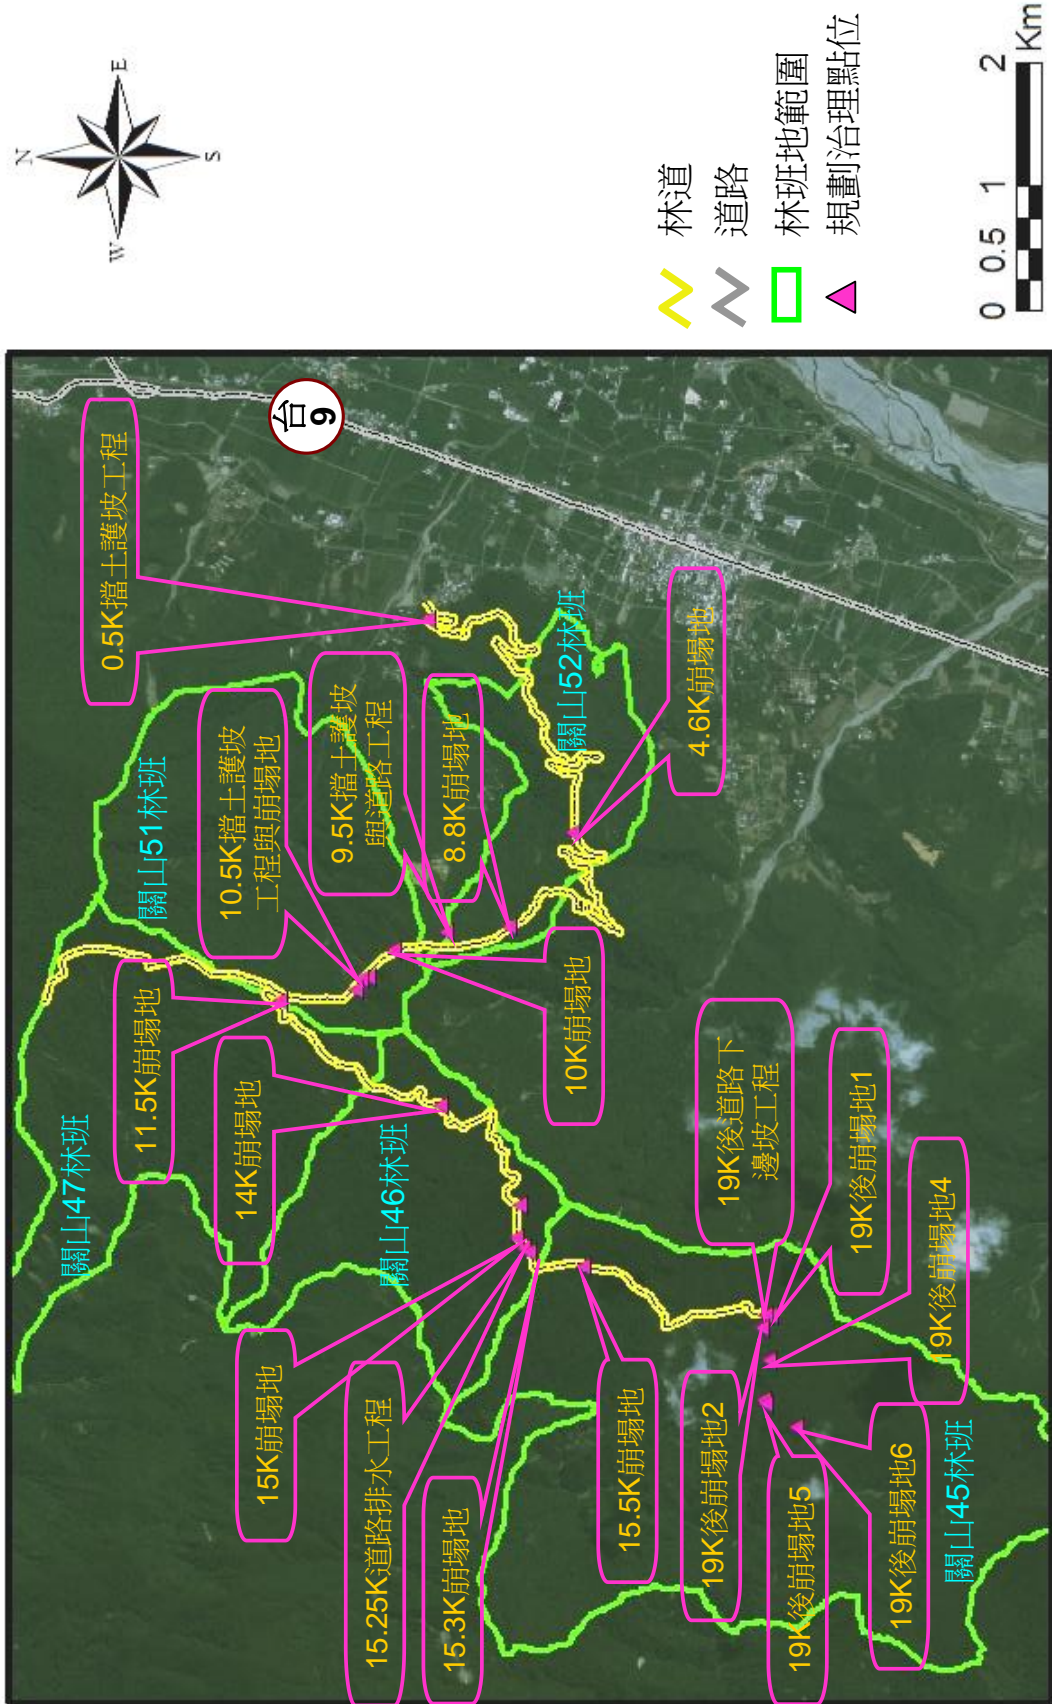 N
E
S
W
林道
道路
林班地範圍
規劃治理點位
0 0.5 1 2
Km
台
9
0.5K擋土護坡工程
關山51林班
10.5K擋土護坡
工程與崩塌地
9.5K擋土護坡
與道路工程
8.8K崩塌地
關山52林班
4.6K崩塌地
關山47林班
11.5K崩塌地
14K崩塌地
關山46林班
10K崩塌地
19K後道路下
邊坡工程
19K後崩塌地1
19K後崩塌地4
15K崩塌地
15.25K道路排水工程
15.3K崩塌地
15.5K崩塌地
19K後崩塌地2
19K後崩塌地5
19K後崩塌地6
關山45林班